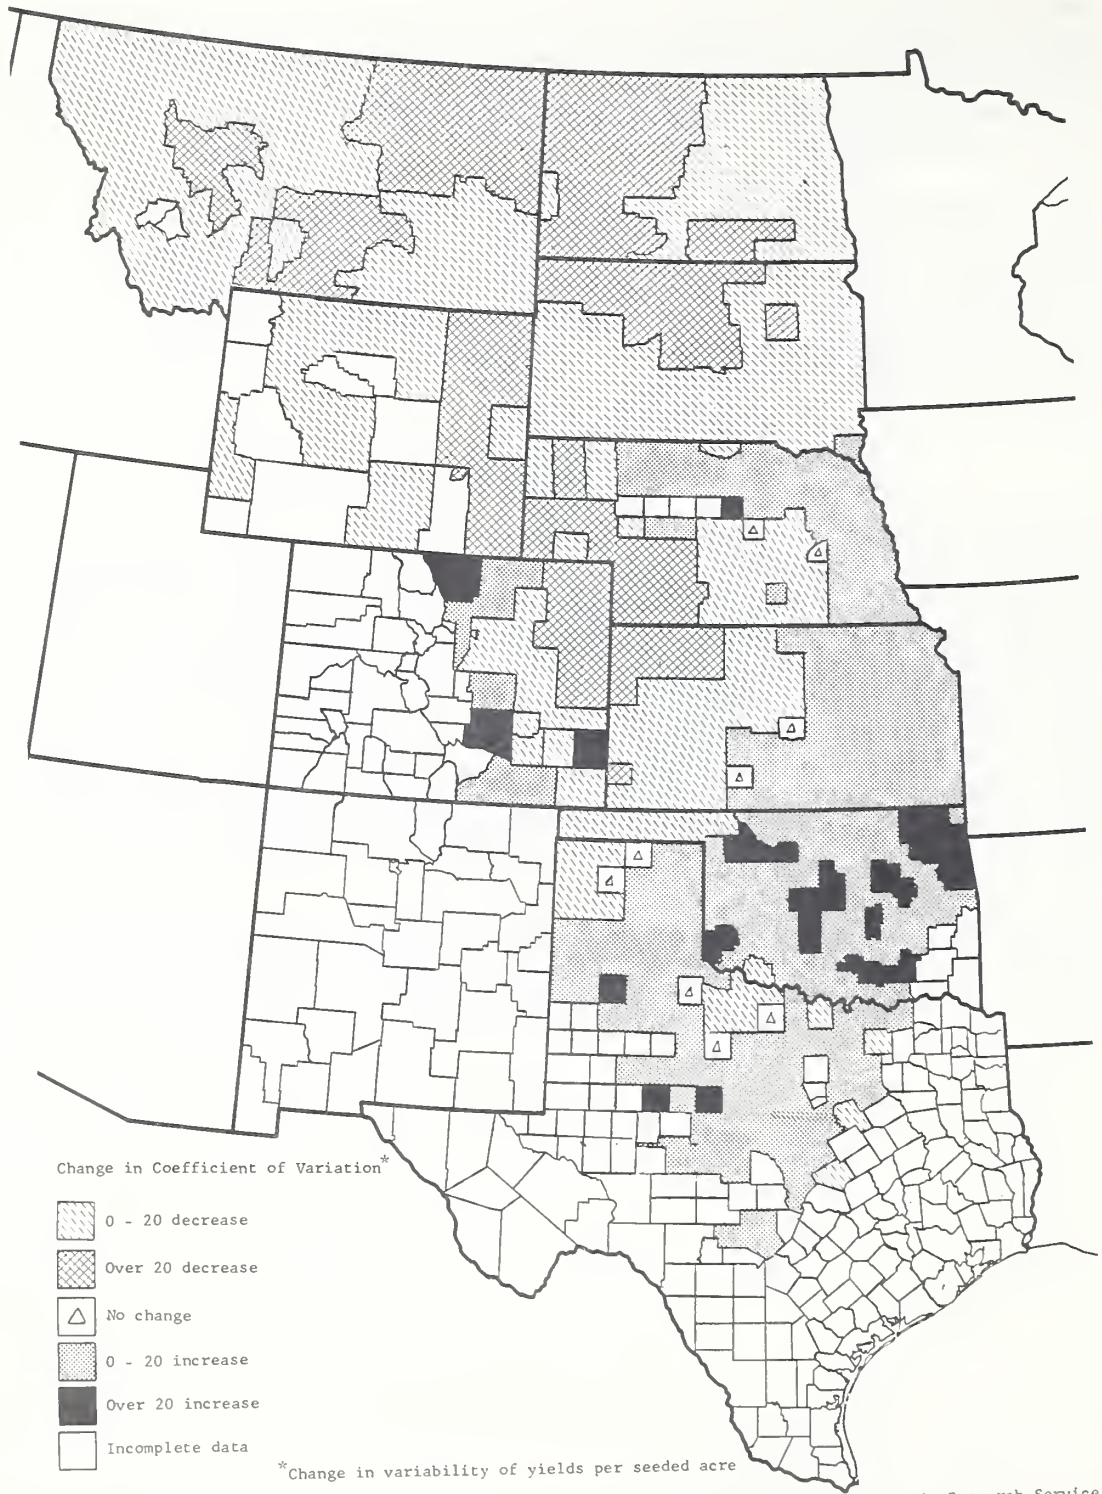 Change in Coefficient of Variation*
0 - 20 decrease
Over 20 decrease
No change
0 - 20 increase
Over 20 increase
Incomplete data
*Change in variability of yields per seeded acre
Service